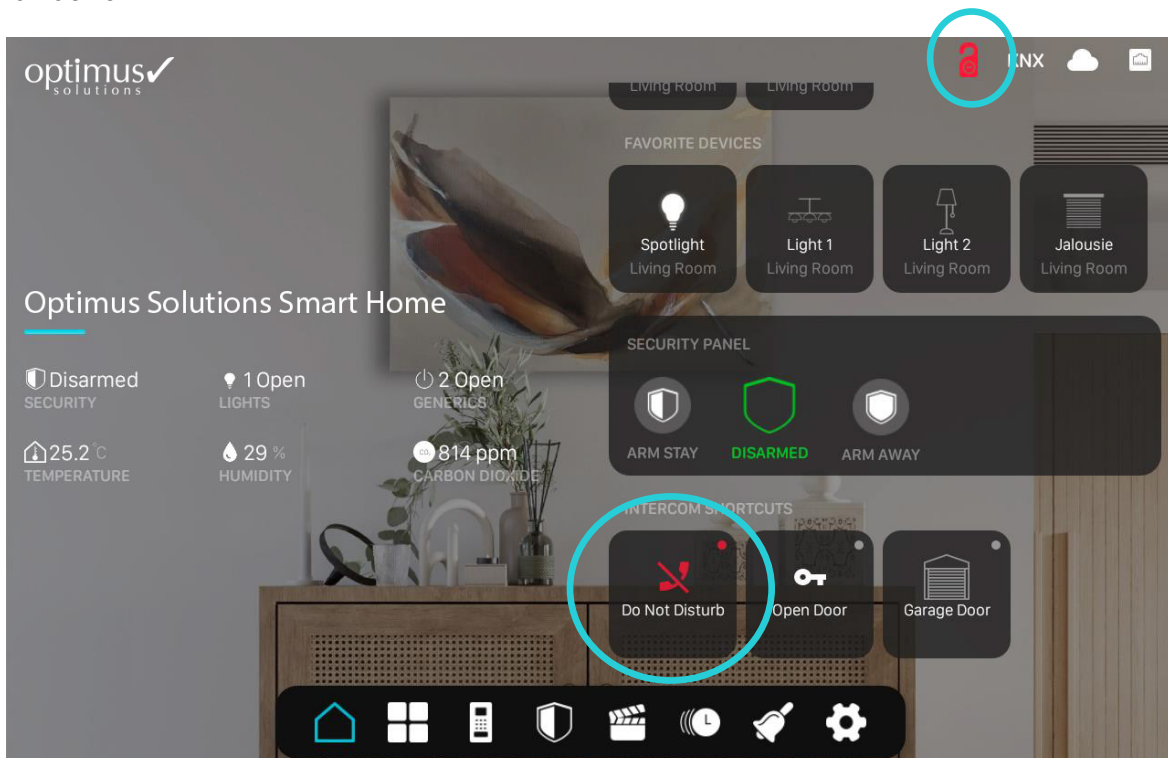 optimus
solutions
KNX
Living Room
Living Room
FAVORITE DEVICES
Spotlight
Living Room
Light 1
Living Room
Light 2
Living Room
Jalousie
Living Room
Optimus Solutions Smart Home
Disarmed
SECURITY
1 Open
LIGHTS
2 Open
GENERICS
25.2 °C
TEMPERATURE
29 %
HUMIDITY
CO₂
814 ppm
CARBON DIOXIDE
SECURITY PANEL
ARM STAY
DISARMED
ARM AWAY
INTERCOM SHORTCUTS
Do Not Disturb
Open Door
Garage Door